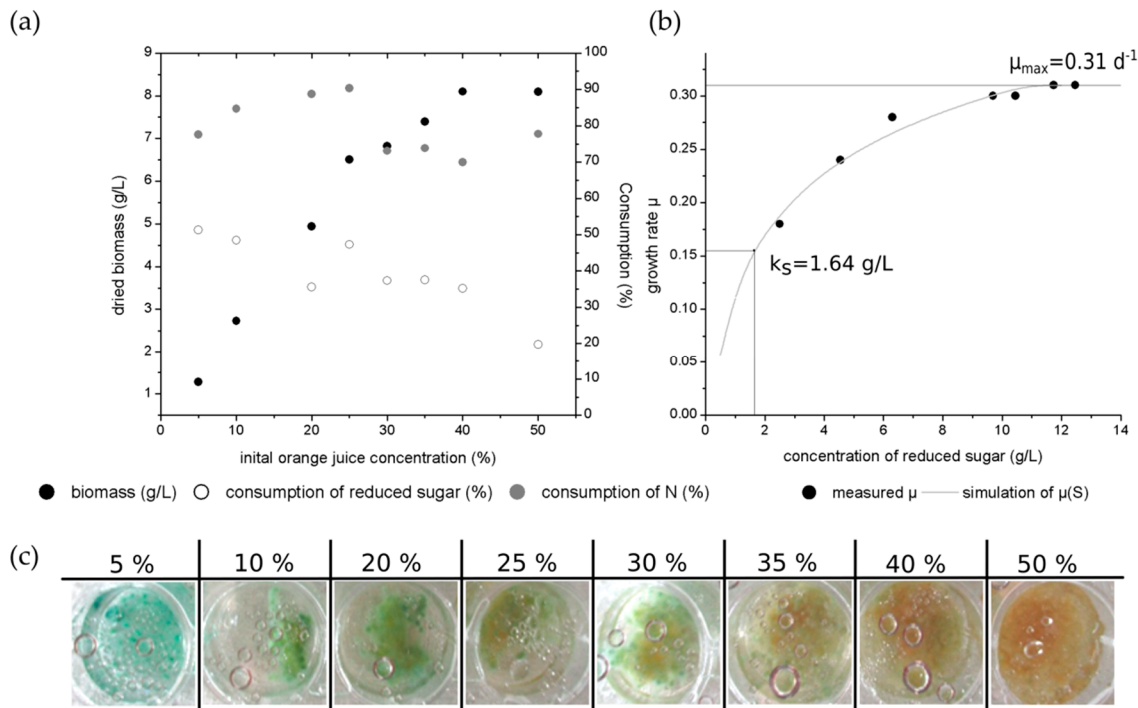 (a)
9
8
7
6
5
4
3
2
1
dried biomass (g/L)
100
90
80
70
60
50
40
30
20
10
0
Consumption (%)
0 10 20 30 40 50
inital orange juice concentration (%)
biomass (g/L) consumption of reduced sugar (%) consumption of N (%)
(b)
μmax=0.31 d-1
0.30
0.25
0.20
0.15
0.10
0.05
0.00
growth rate μ
kS=1.64 g/L
0 2 4 6 8 10 12 14
concentration of reduced sugar (g/L)
measured μ simulation of μ(S)
(c)
5 % 10 % 20 % 25 % 30 % 35 % 40 % 50 %